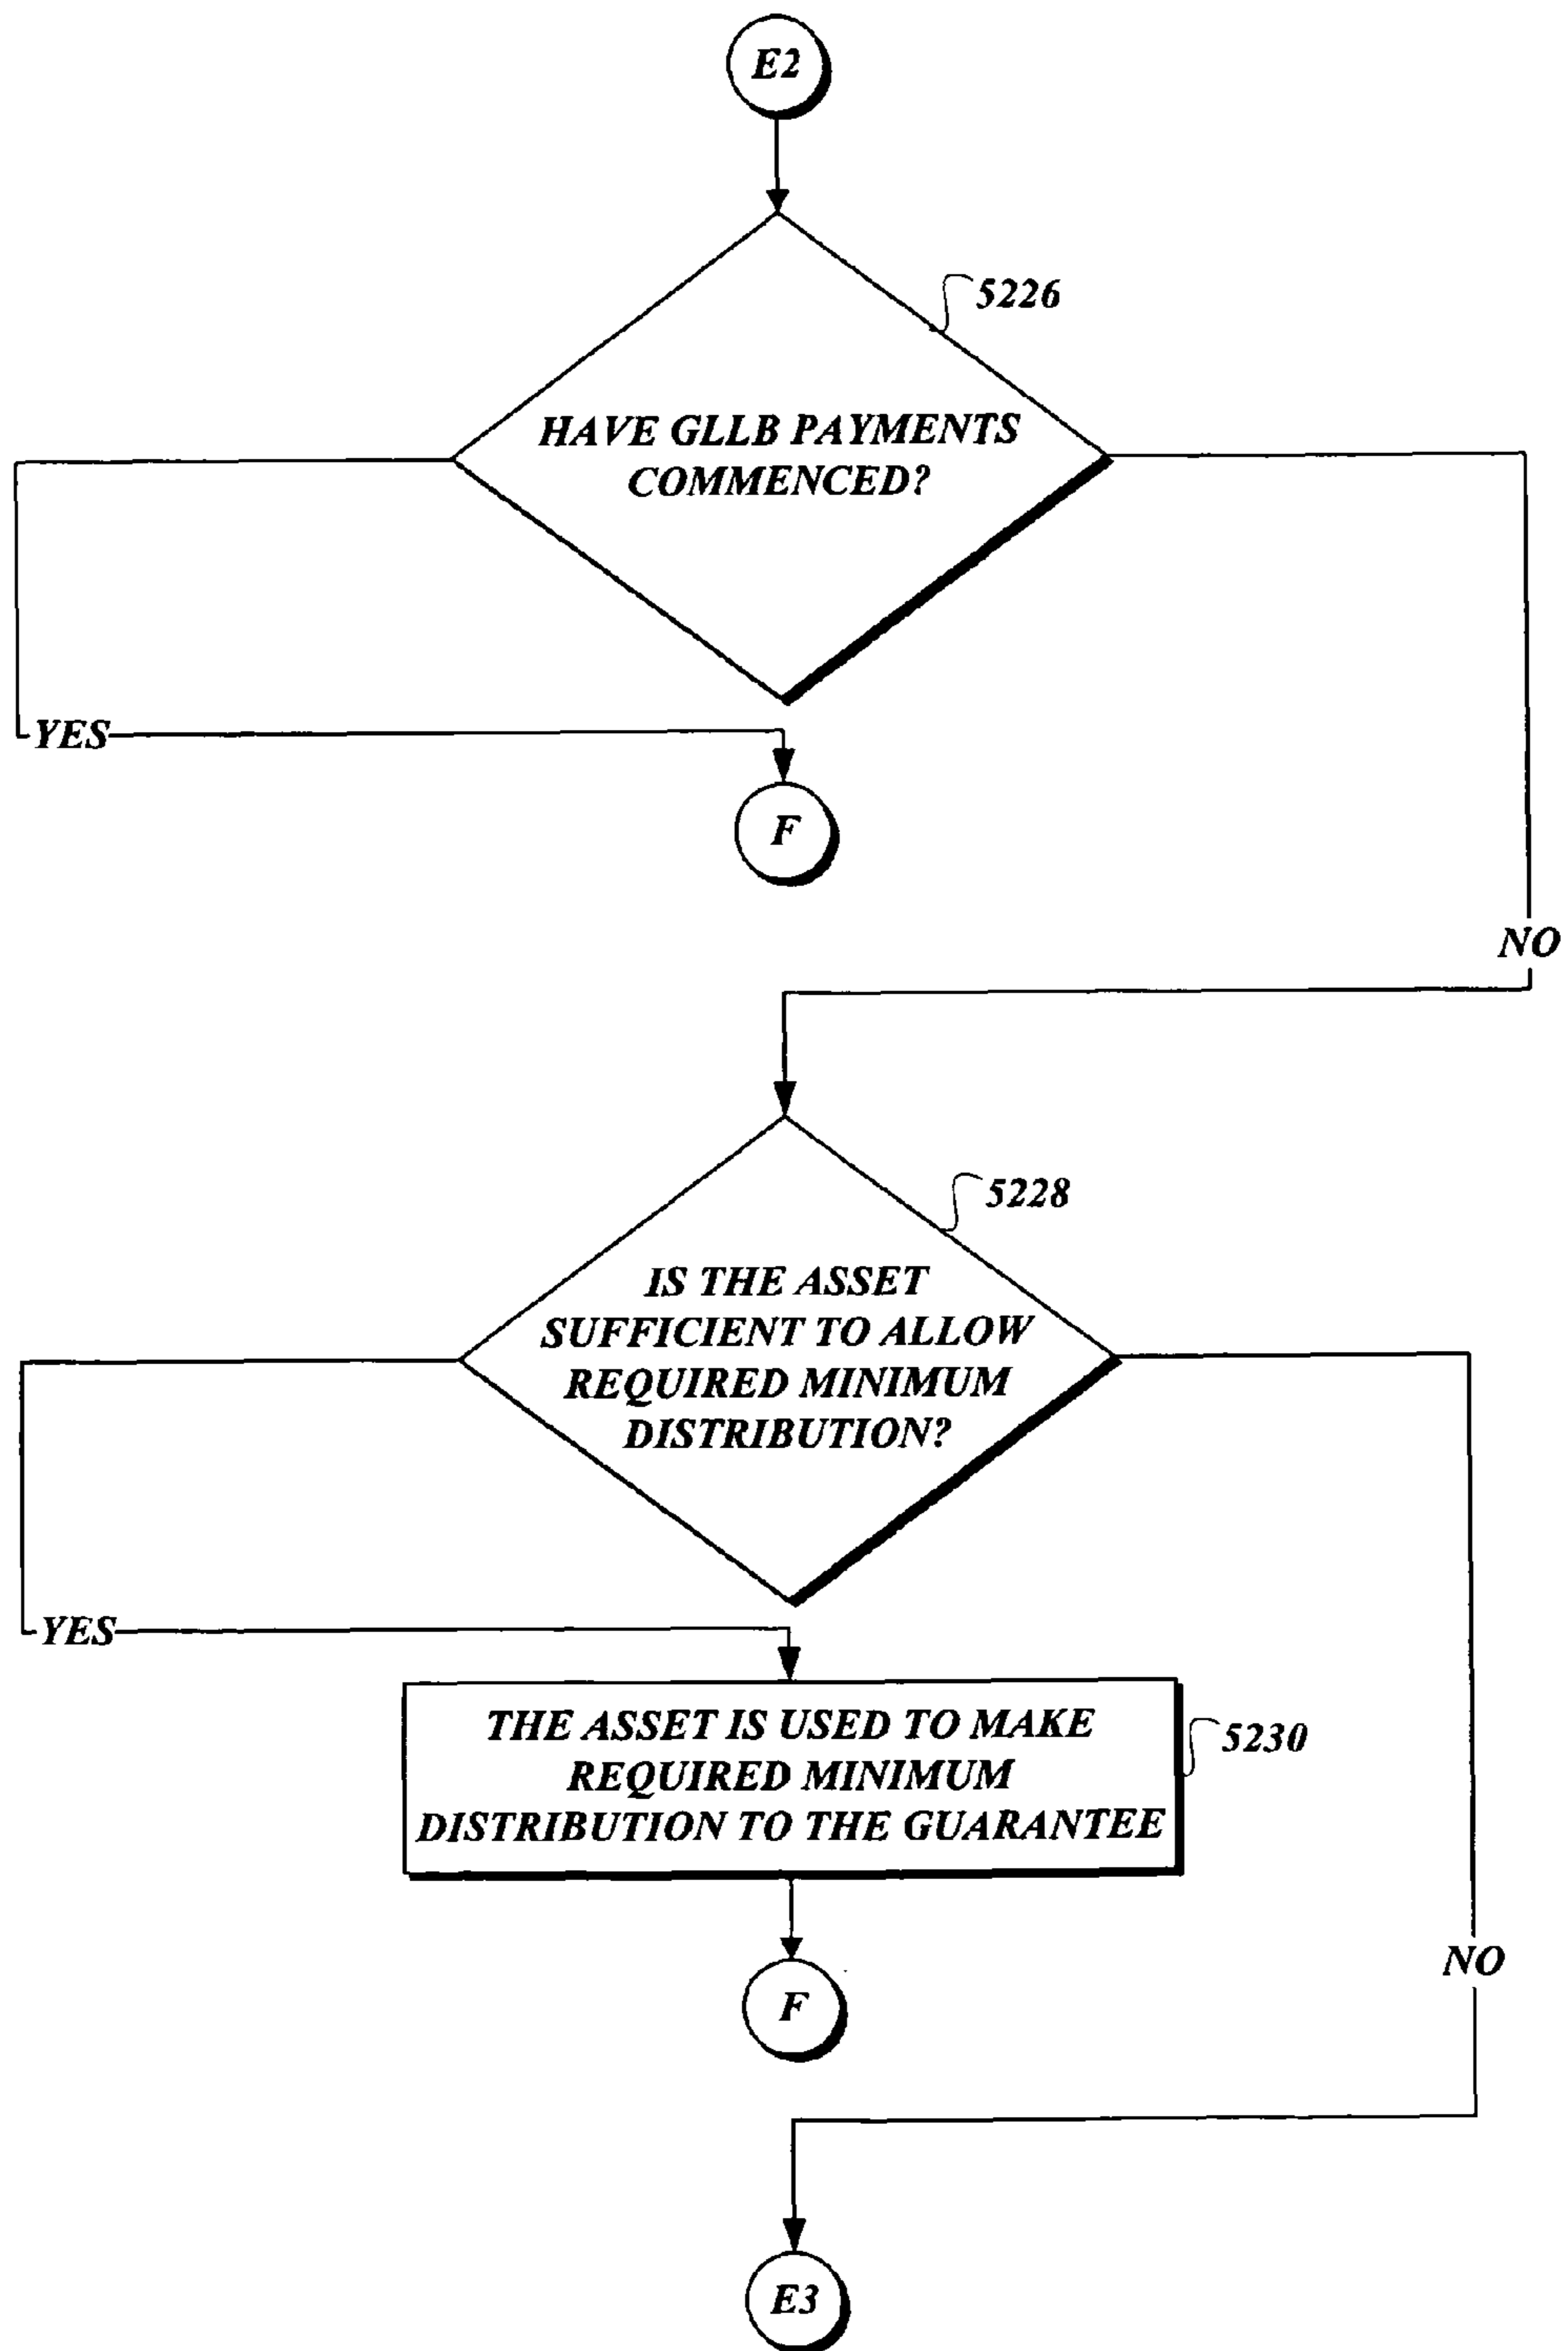 E2
5226
HAVE GLLB PAYMENTS
COMMENCED?
YES
F
NO
5228
IS THE ASSET
SUFFICIENT TO ALLOW
REQUIRED MINIMUM
DISTRIBUTION?
YES
THE ASSET IS USED TO MAKE
REQUIRED MINIMUM
DISTRIBUTION TO THE GUARANTEE
5230
F
NO
E3